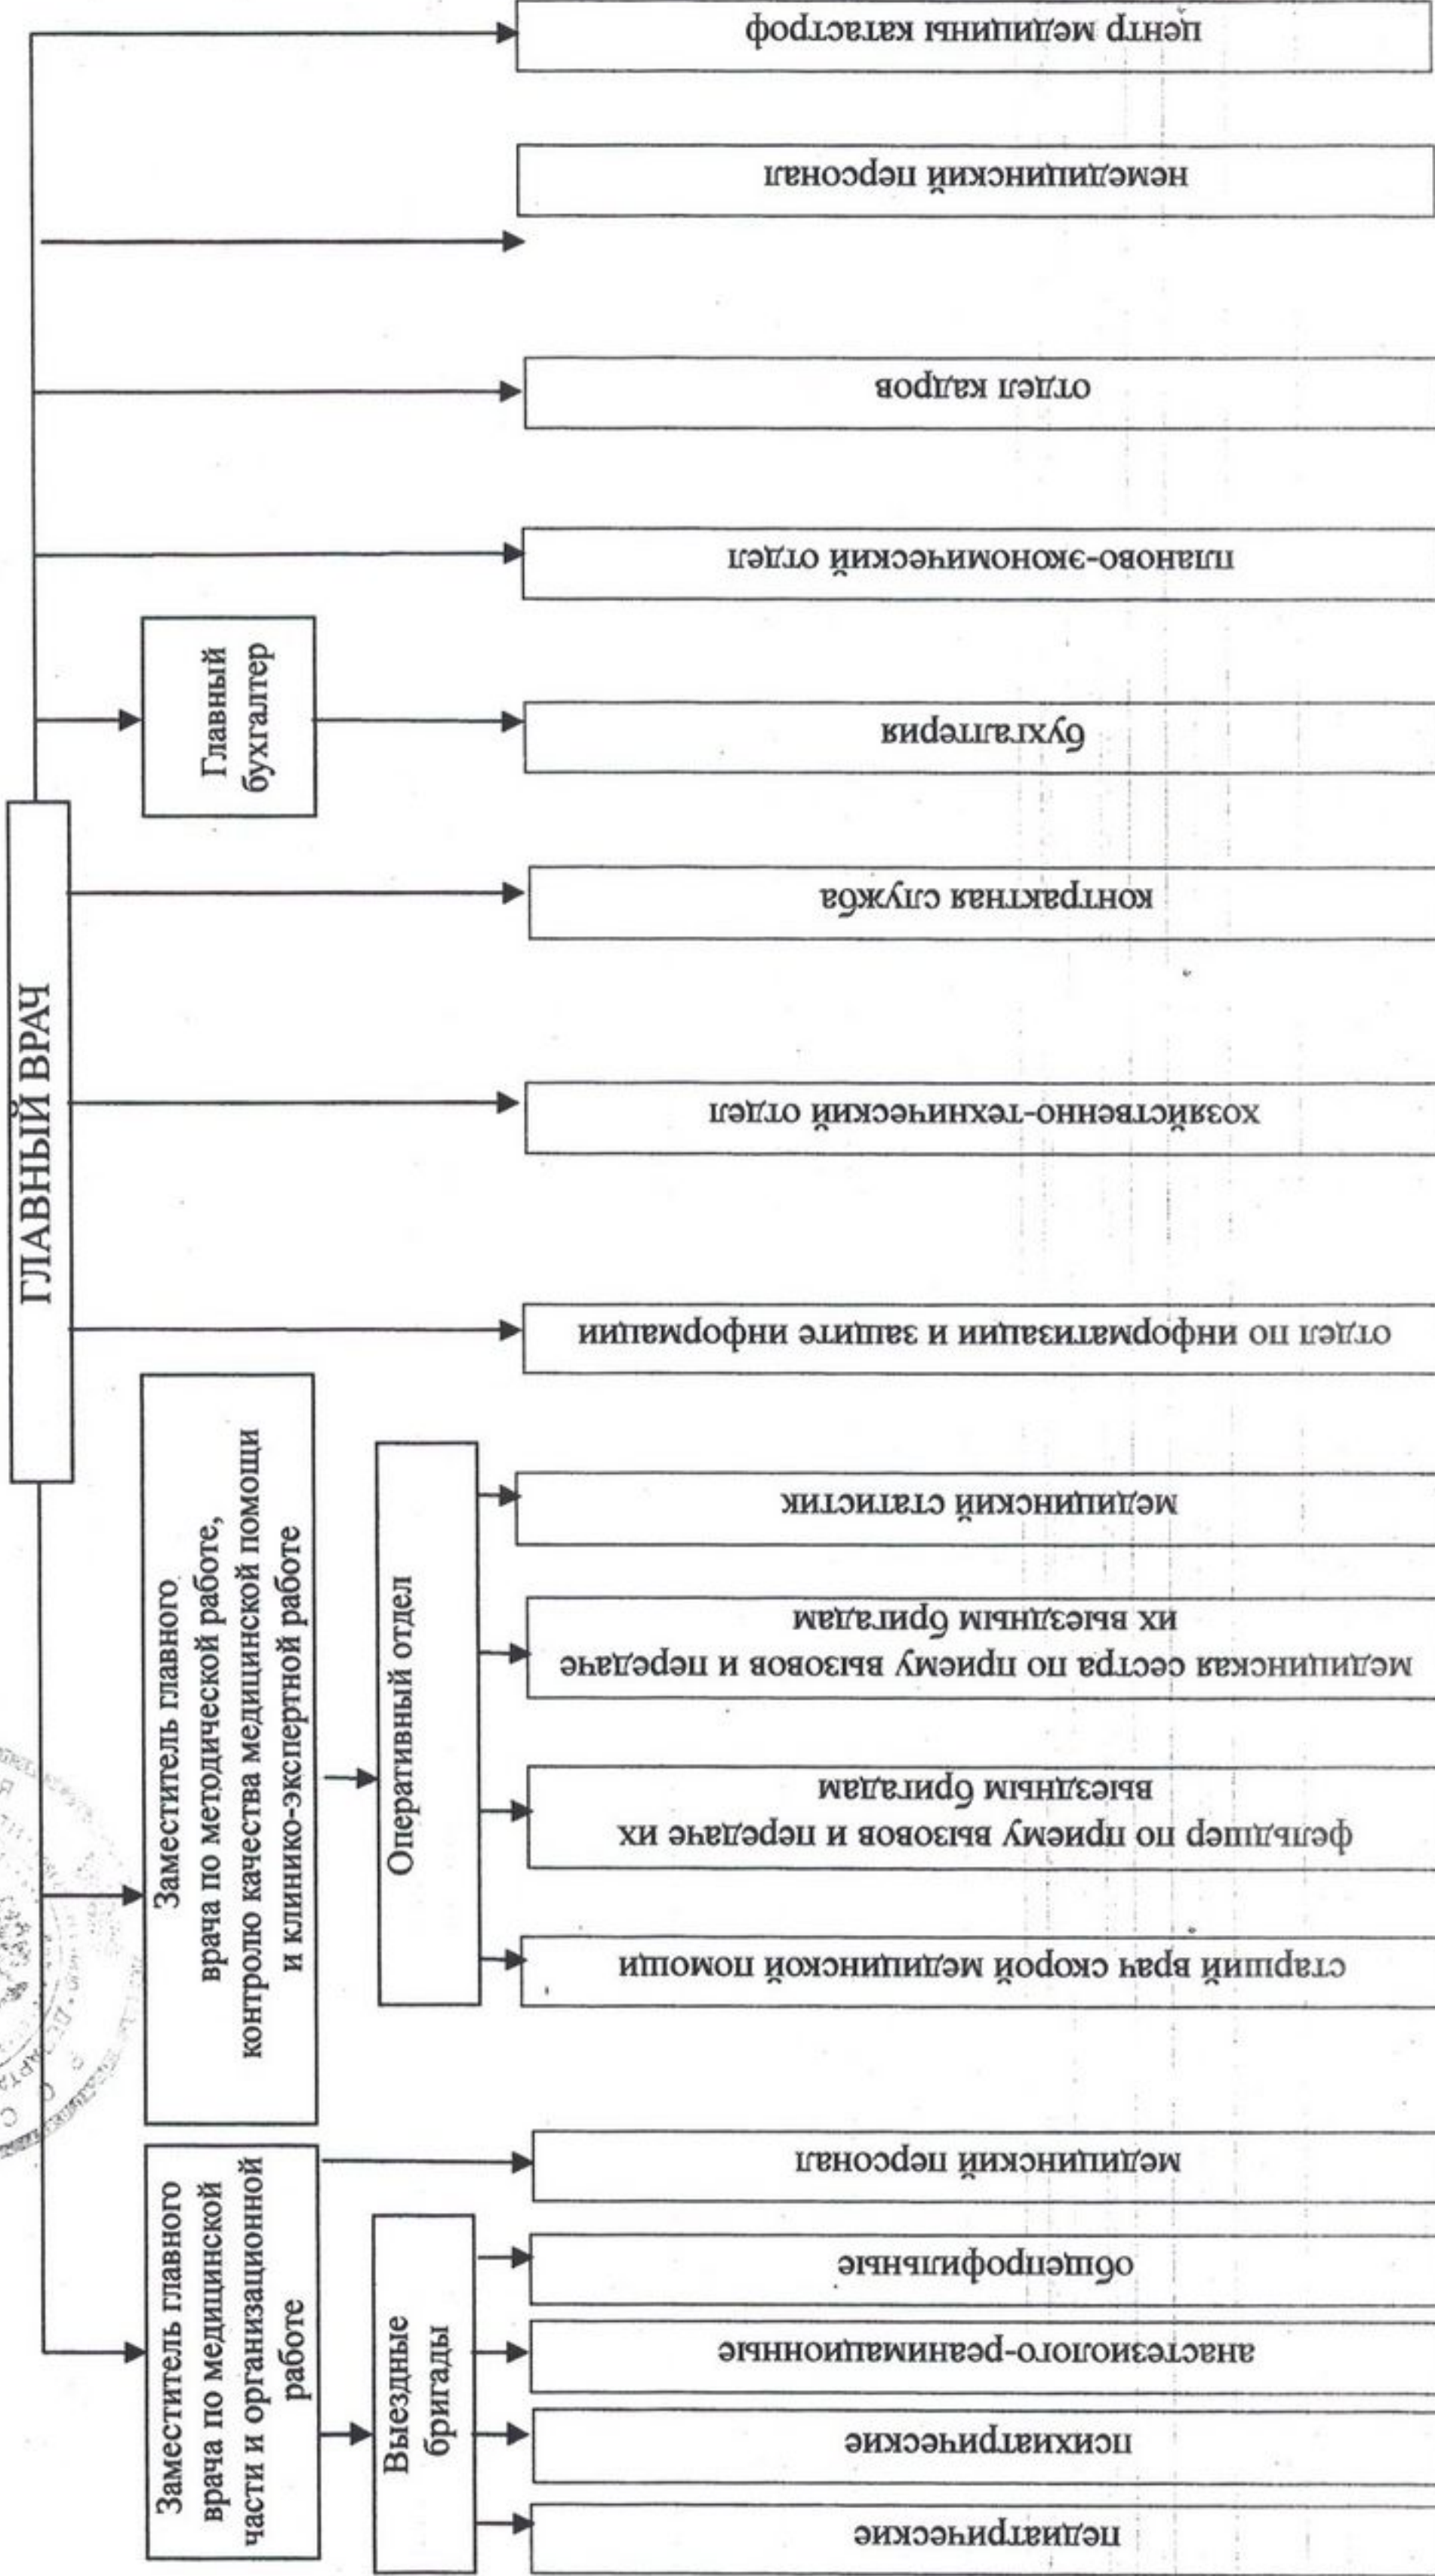 ГЛАВНЫЙ ВРАЧ
Заместитель главного
врача по медицинской
части и организационной
работе
Заместитель главного
врача по методической работе,
контролю качества медицинской помощи
и клинико-экспертной работе
Главный
бухгалтер
Выездные
бригады
Оперативный отдел
педиатрические
психиатрические
анастезиолого-реанимационные
общепрофильные
медицинский персонал
старший врач скорой медицинской помощи
фельдшер по приему вызовов и передаче их
выездным бригадам
медицинская сестра по приему вызовов и передаче
их выездным бригадам
медицинский статистик
отдел по информатизации и защите информации
хозяйственно-технический отдел
контрактная служба
бухгалтерия
планово-экономический отдел
отдел кадров
немедицинский персонал
центр медицины катастроф